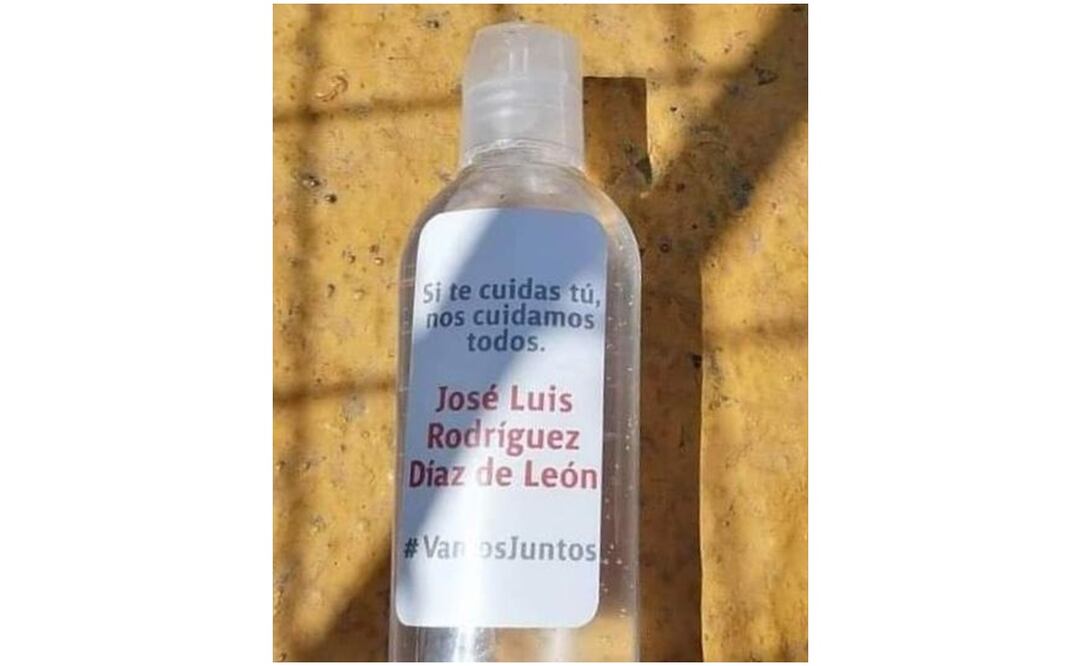 Si te cuidas tú,
nos cuidamos
todos.
José Luis
Rodríguez
Díaz de León
#VamosJuntos